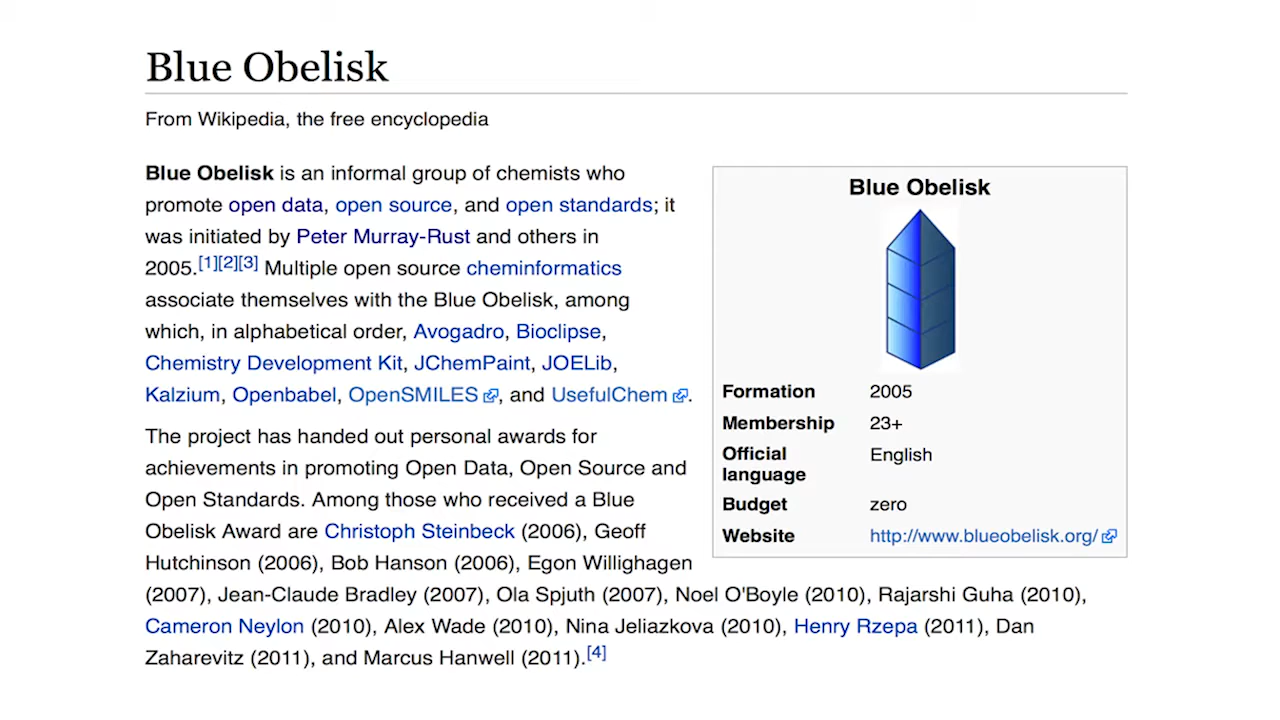 Blue Obelisk
From Wikipedia, the free encyclopedia
Blue Obelisk is an informal group of chemists who
promote open data, open source, and open standards; it
was initiated by Peter Murray-Rust and others in
2005.[1][2][3] Multiple open source cheminformatics
associate themselves with the Blue Obelisk, among
which, in alphabetical order, Avogadro, Bioclipse,
Chemistry Development Kit, JChemPaint, JOELib,
Kalzium, Openbabel, OpenSMILES, and UsefulChem.
The project has handed out personal awards for
achievements in promoting Open Data, Open Source and
Open Standards. Among those who received a Blue
Obelisk Award are Christoph Steinbeck (2006), Geoff
Hutchinson (2006), Bob Hanson (2006), Egon Willighagen
(2007), Jean-Claude Bradley (2007), Ola Spjuth (2007), Noel O'Boyle (2010), Rajarshi Guha (2010),
Cameron Neylon (2010), Alex Wade (2010), Nina Jeliazkova (2010), Henry Rzepa (2011), Dan
Zaharevitz (2011), and Marcus Hanwell (2011).[4]
Blue Obelisk
Formation 2005
Membership 23+
Official English
language
Budget zero
Website http://www.blueobelisk.org/